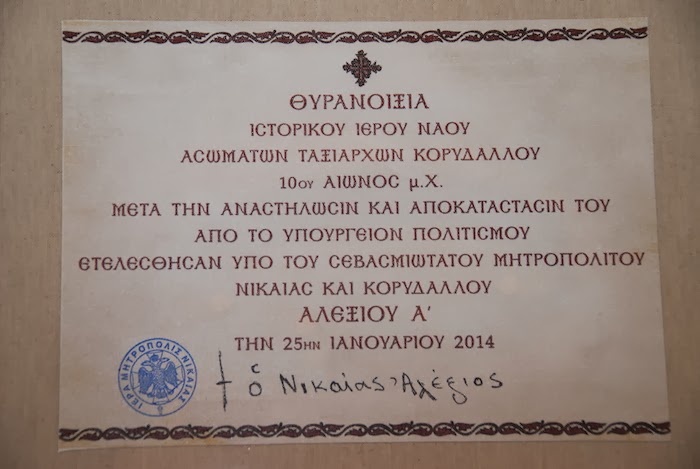 ΘΥΡΑΝΟΙΞΙΑ
ΙϹΤΟΡΙΚΟΥ ΙΕΡΟΥ ΝΑΟΥ
ΑϹΩΜΑΤΩΝ ΤΑΞΙΑΡΧΩΝ ΚΟΡΥΔΑΛΛΟΥ
10ΟΥ ΑΙΩΝΟϹ μ.Χ.
ΜΕΤΑ ΤΗΝ ΑΝΑϹΤΗΛΩϹΙΝ ΚΑΙ ΑΠΟΚΑΤΑϹΤΑϹΙΝ ΤΟΥ
ΑΠΟ ΤΟ ΥΠΟΥΡΓΕΙΟΝ ΠΟΛΙΤΙϹΜΟΥ
ΕΤΕΛΕϹΘΗϹΑΝ ΥΠΟ ΤΟΥ ϹΕΒΑϹΜΙΩΤΑΤΟΥ ΜΗΤΡΟΠΟΛΙΤΟΥ
ΝΙΚΑΙΑϹ ΚΑΙ ΚΟΡΥΔΑΛΛΟΥ
ΑΛΕΞΙΟΥ Α'
ΤΗΝ 25ΗΝ ΙΑΝΟΥΑΡΙΟΥ 2014
† ὁ Νικαίας Ἀλέξιος
ΙΕΡΑ ΜΗΤΡΟΠΟΛΙΣ ΝΙΚΑΙΑΣ